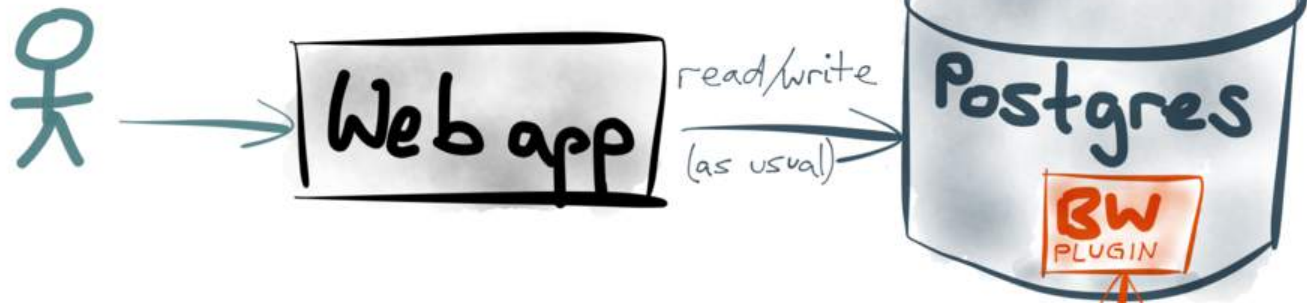 Web app
read/write
(as usual)
Postgres
BW
PLUGIN